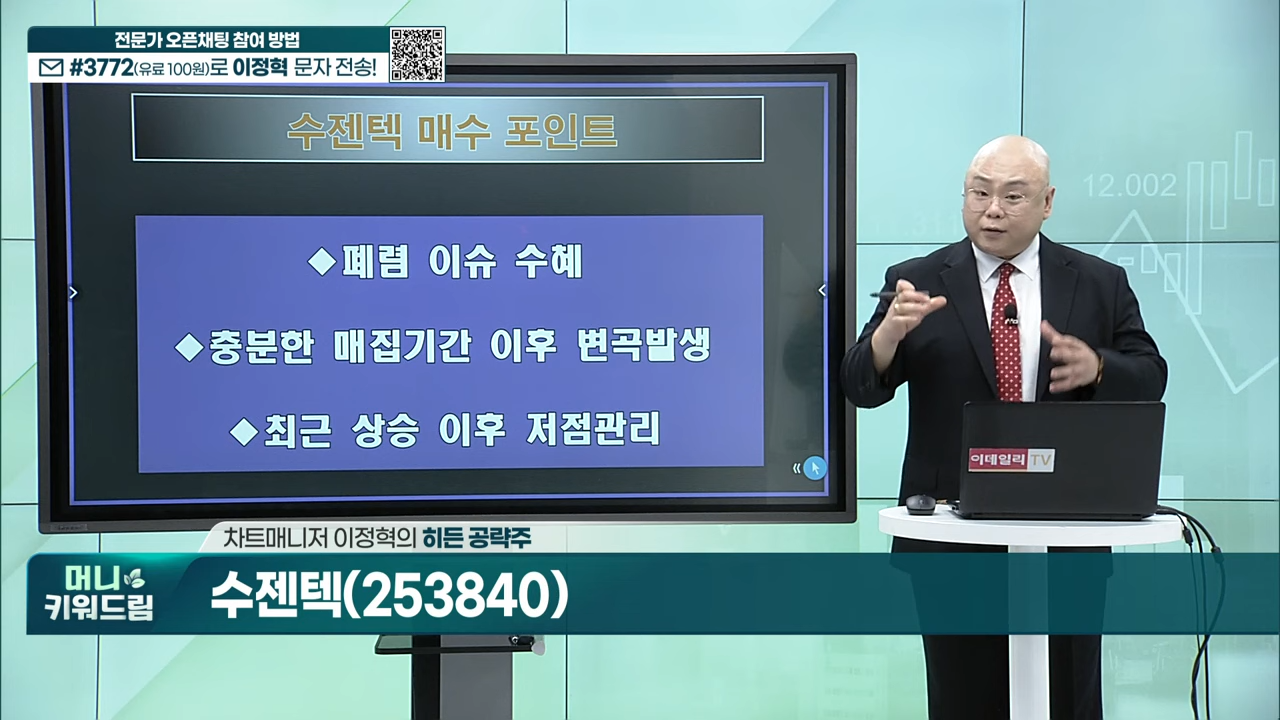 전문가 오픈채팅 참여 방법
#3772(유료 100원)로 이정혁 문자 전송!
수젠텍 매수 포인트
◆폐렴 이슈 수혜
◆충분한 매집기간 이후 변곡발생
◆최근 상승 이후 저점관리
12.002
이데일리 TV
차트매니저 이정혁의 히든 공략주
머니
키워드림
수젠텍(253840)